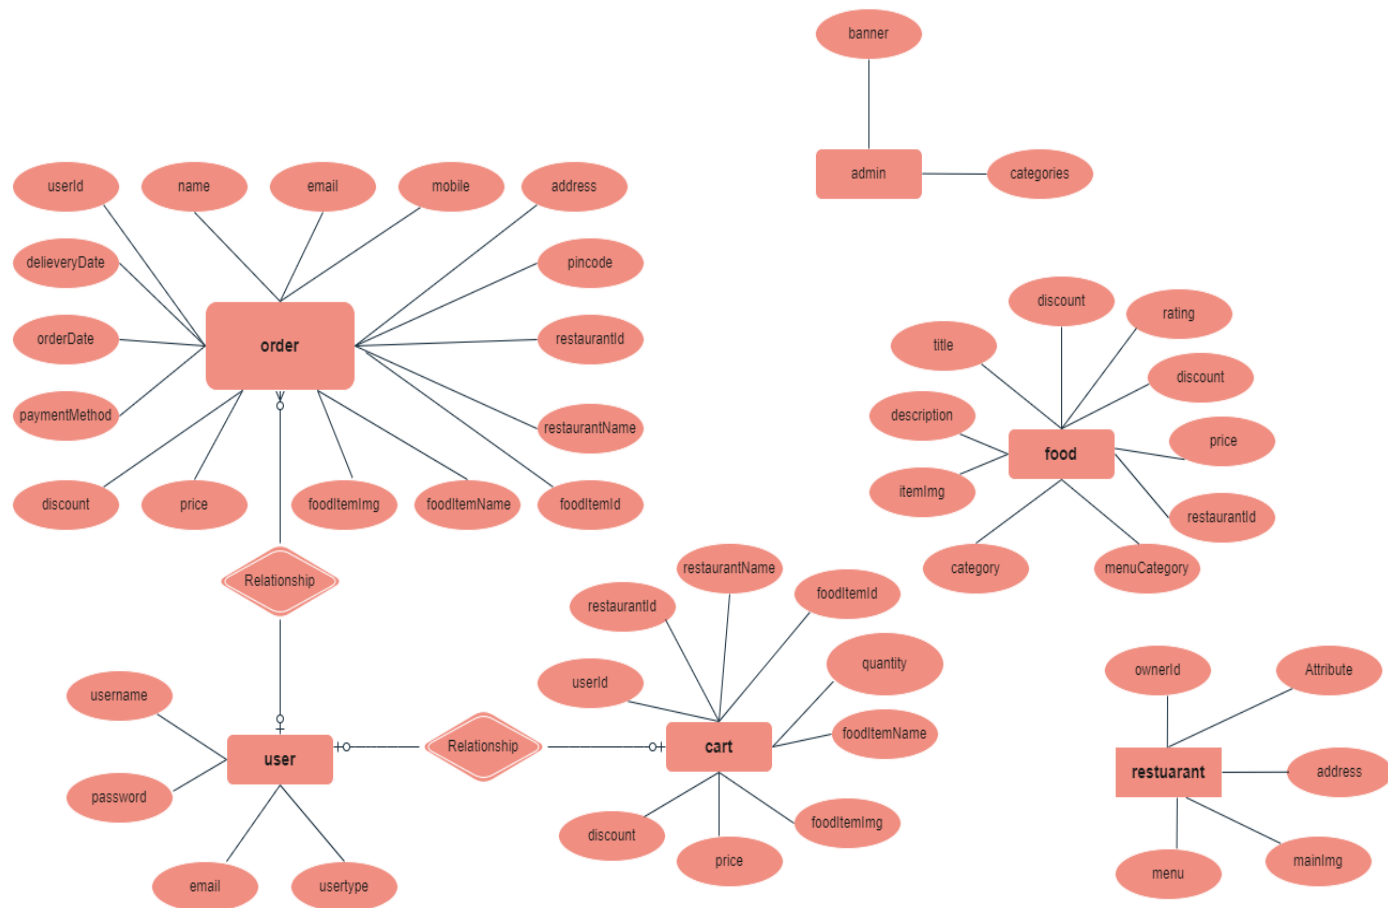 banner
admin
categories
userId
name
email
mobile
address
delieveryDate
pincode
orderDate
order
restaurantId
paymentMethod
restaurantName
discount
price
foodItemImg
foodItemName
foodItemId
discount
rating
title
discount
description
price
food
itemImg
restaurantId
category
menuCategory
Relationship
restaurantName
restaurantId
foodItemId
quantity
userId
foodItemName
username
Relationship
cart
user
password
discount
price
foodItemImg
email
usertype
ownerId
Attribute
restuarant
address
menu
mainImg